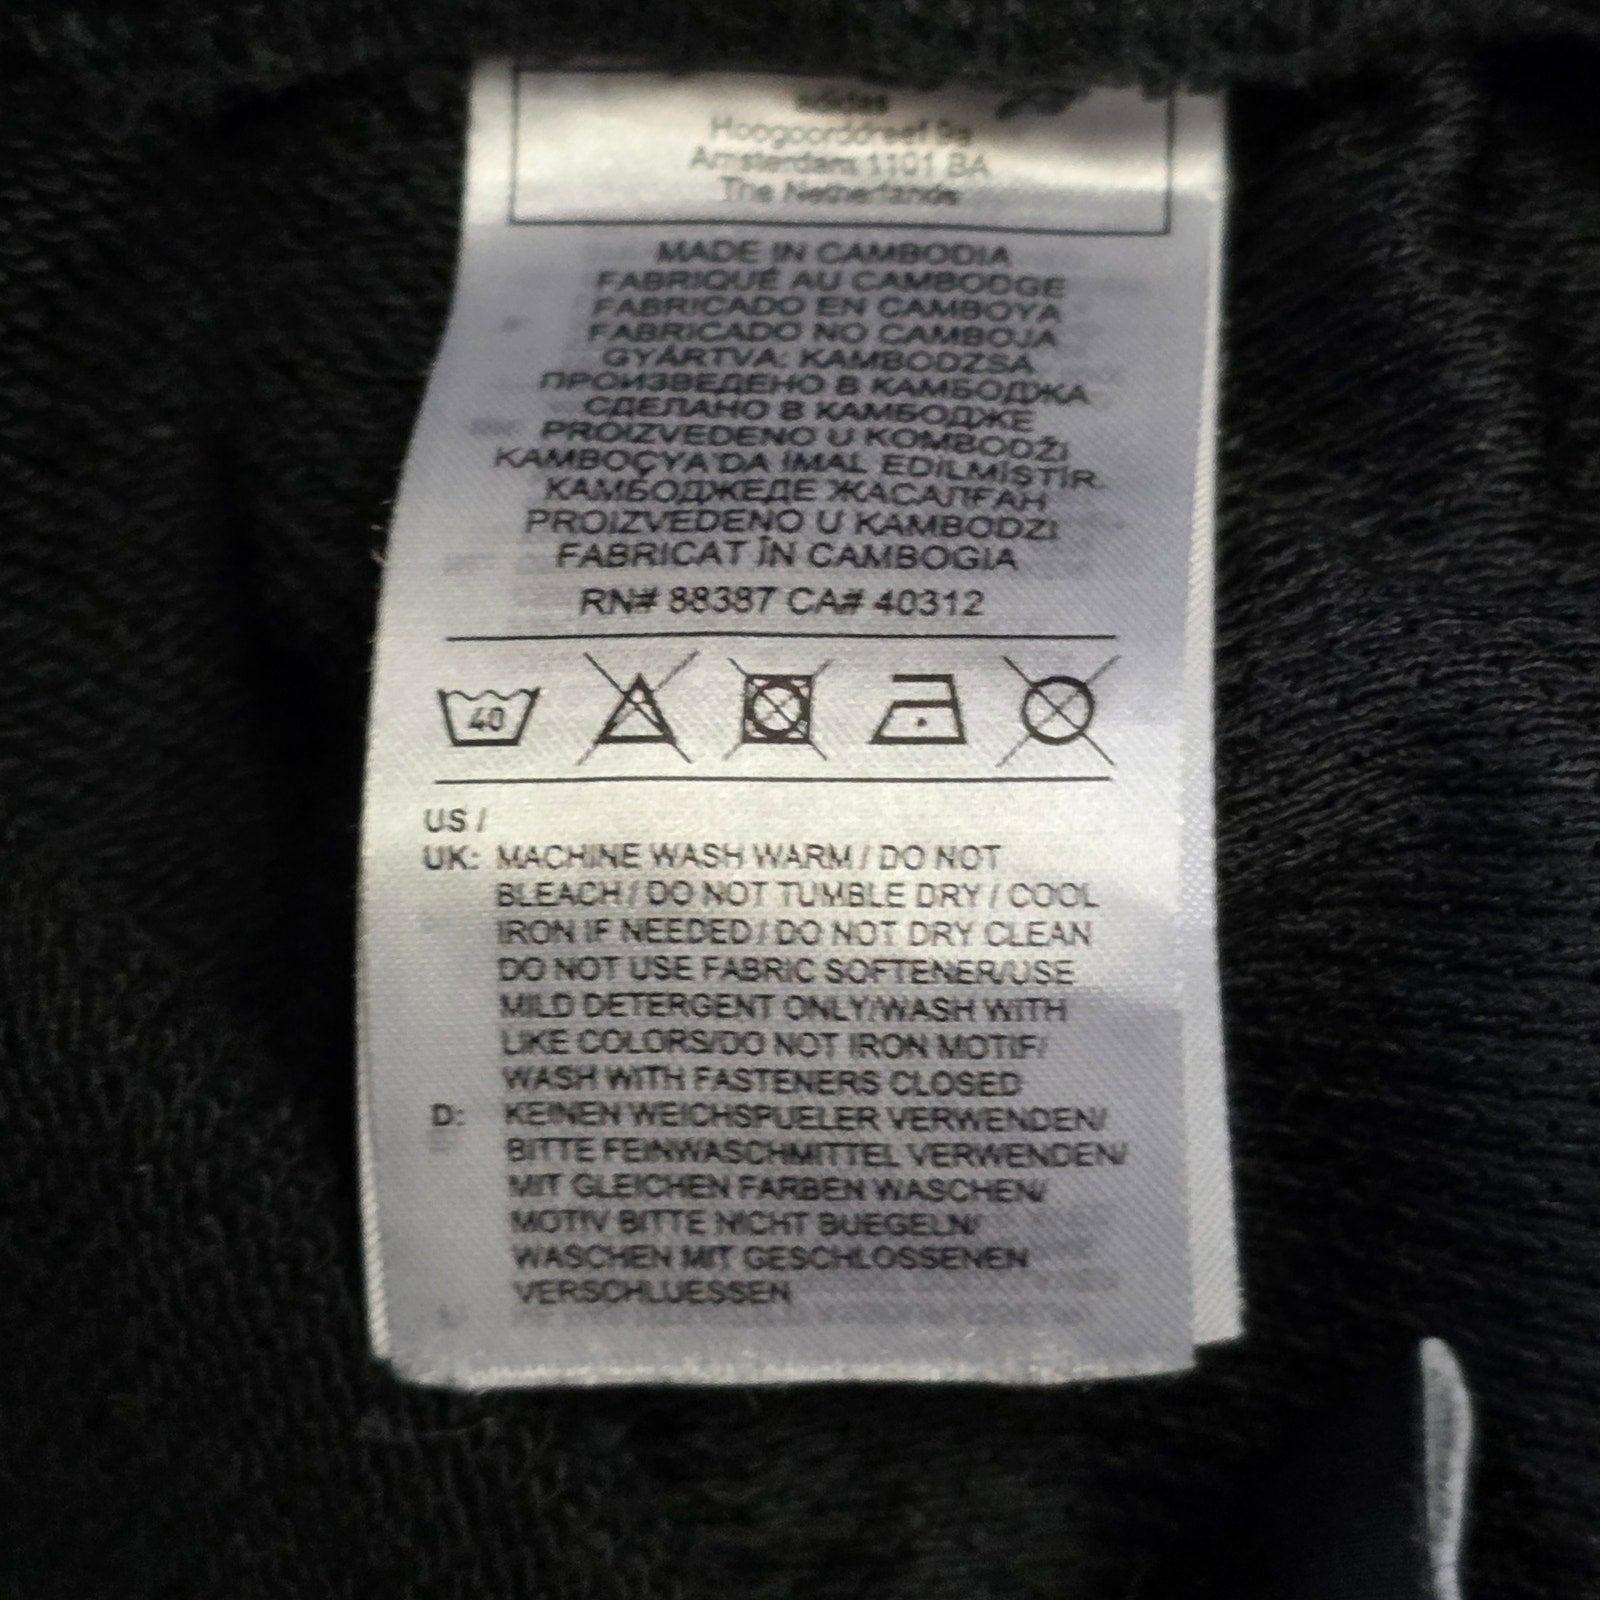 adidas
Hoogoorddreef 9a
Amsterdam 1101 BA
The Netherlands
MADE IN CAMBODIA
FABRIQUÉ AU CAMBODGE
FABRICADO EN CAMBOYA
FABRICADO NO CAMBOJA
GYÁRTVA: KAMBODZSA
ПРОИЗВЕДЕНО В КАМБОДЖА
СДЕЛАНО В КАМБОДЖЕ
PROIZVEDENO U KOMBODŽI
KAMBOÇYA'DA İMAL EDİLMİŞTİR.
КАМБОДЖЕДЕ ЖАСАЛҒАН
PROIZVEDENO U KAMBODZI
FABRICAT ÎN CAMBOGIA
RN# 88387 CA# 40312
40
US /
UK: MACHINE WASH WARM / DO NOT
BLEACH / DO NOT TUMBLE DRY / COOL
IRON IF NEEDED / DO NOT DRY CLEAN
DO NOT USE FABRIC SOFTENER/USE
MILD DETERGENT ONLY/WASH WITH
LIKE COLORS/DO NOT IRON MOTIF/
WASH WITH FASTENERS CLOSED
D: KEINEN WEICHSPUELER VERWENDEN/
BITTE FEINWASCHMITTEL VERWENDEN/
MIT GLEICHEN FARBEN WASCHEN/
MOTIV BITTE NICHT BUEGELN/
WASCHEN MIT GESCHLOSSENEN
VERSCHLUESSEN